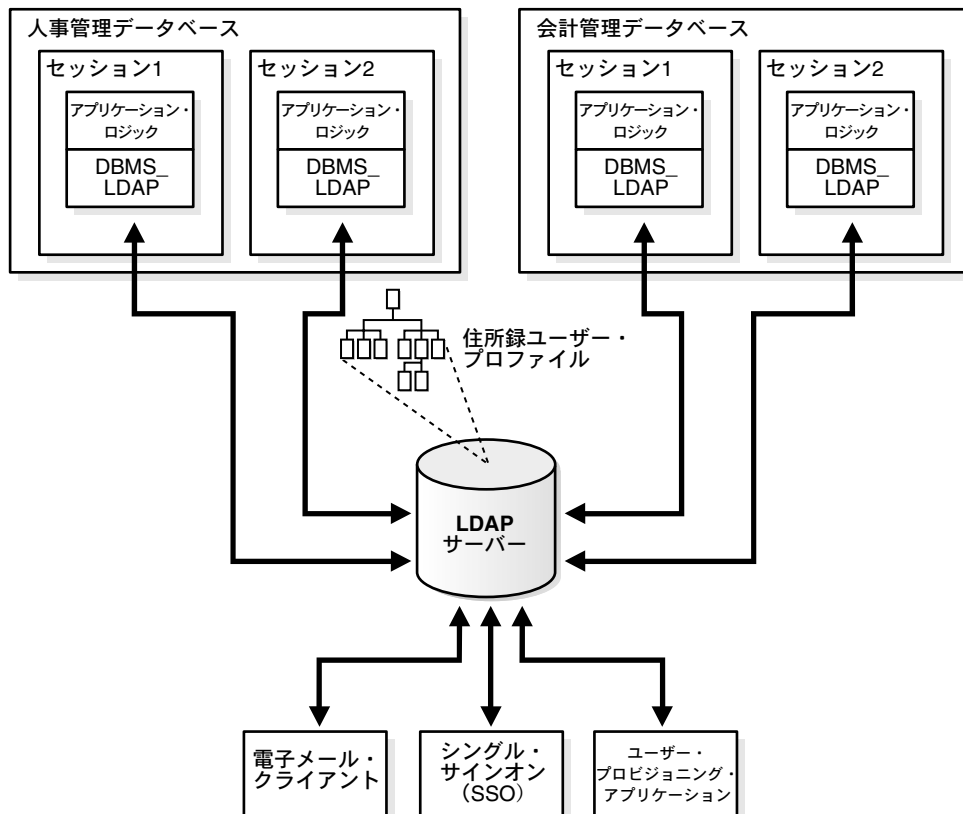 人事管理データベース
セッション1
アプリケーション・
ロジック
DBMS_
LDAP
セッション2
アプリケーション・
ロジック
DBMS_
LDAP
会計管理データベース
セッション1
アプリケーション・
ロジック
DBMS_
LDAP
セッション2
アプリケーション・
ロジック
DBMS_
LDAP
住所録ユーザー・
プロファイル
LDAP
サーバー
電子メール・
クライアント
シングル・
サインオン
(SSO)
ユーザー・
プロビジョニング・
アプリケーション